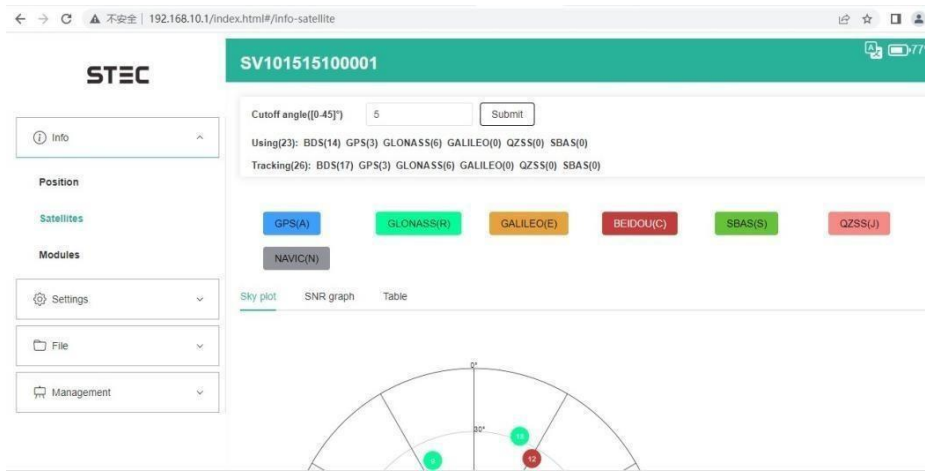 不安全 192.168.10.1/index.html#/info-satellite
STEC
SV101515100001
77%
Cutoff angle([0-45]°) 5 Submit
Using(23): BDS(14) GPS(3) GLONASS(6) GALILEO(0) QZSS(0) SBAS(0)
Tracking(26): BDS(17) GPS(3) GLONASS(6) GALILEO(0) QZSS(0) SBAS(0)
Info
Position
Satellites
Modules
Settings
File
Management
GPS(A) GLONASS(R) GALILEO(E) BEIDOU(C) SBAS(S) QZSS(J)
NAVIC(N)
Sky plot SNR graph Table
0°
30°
12